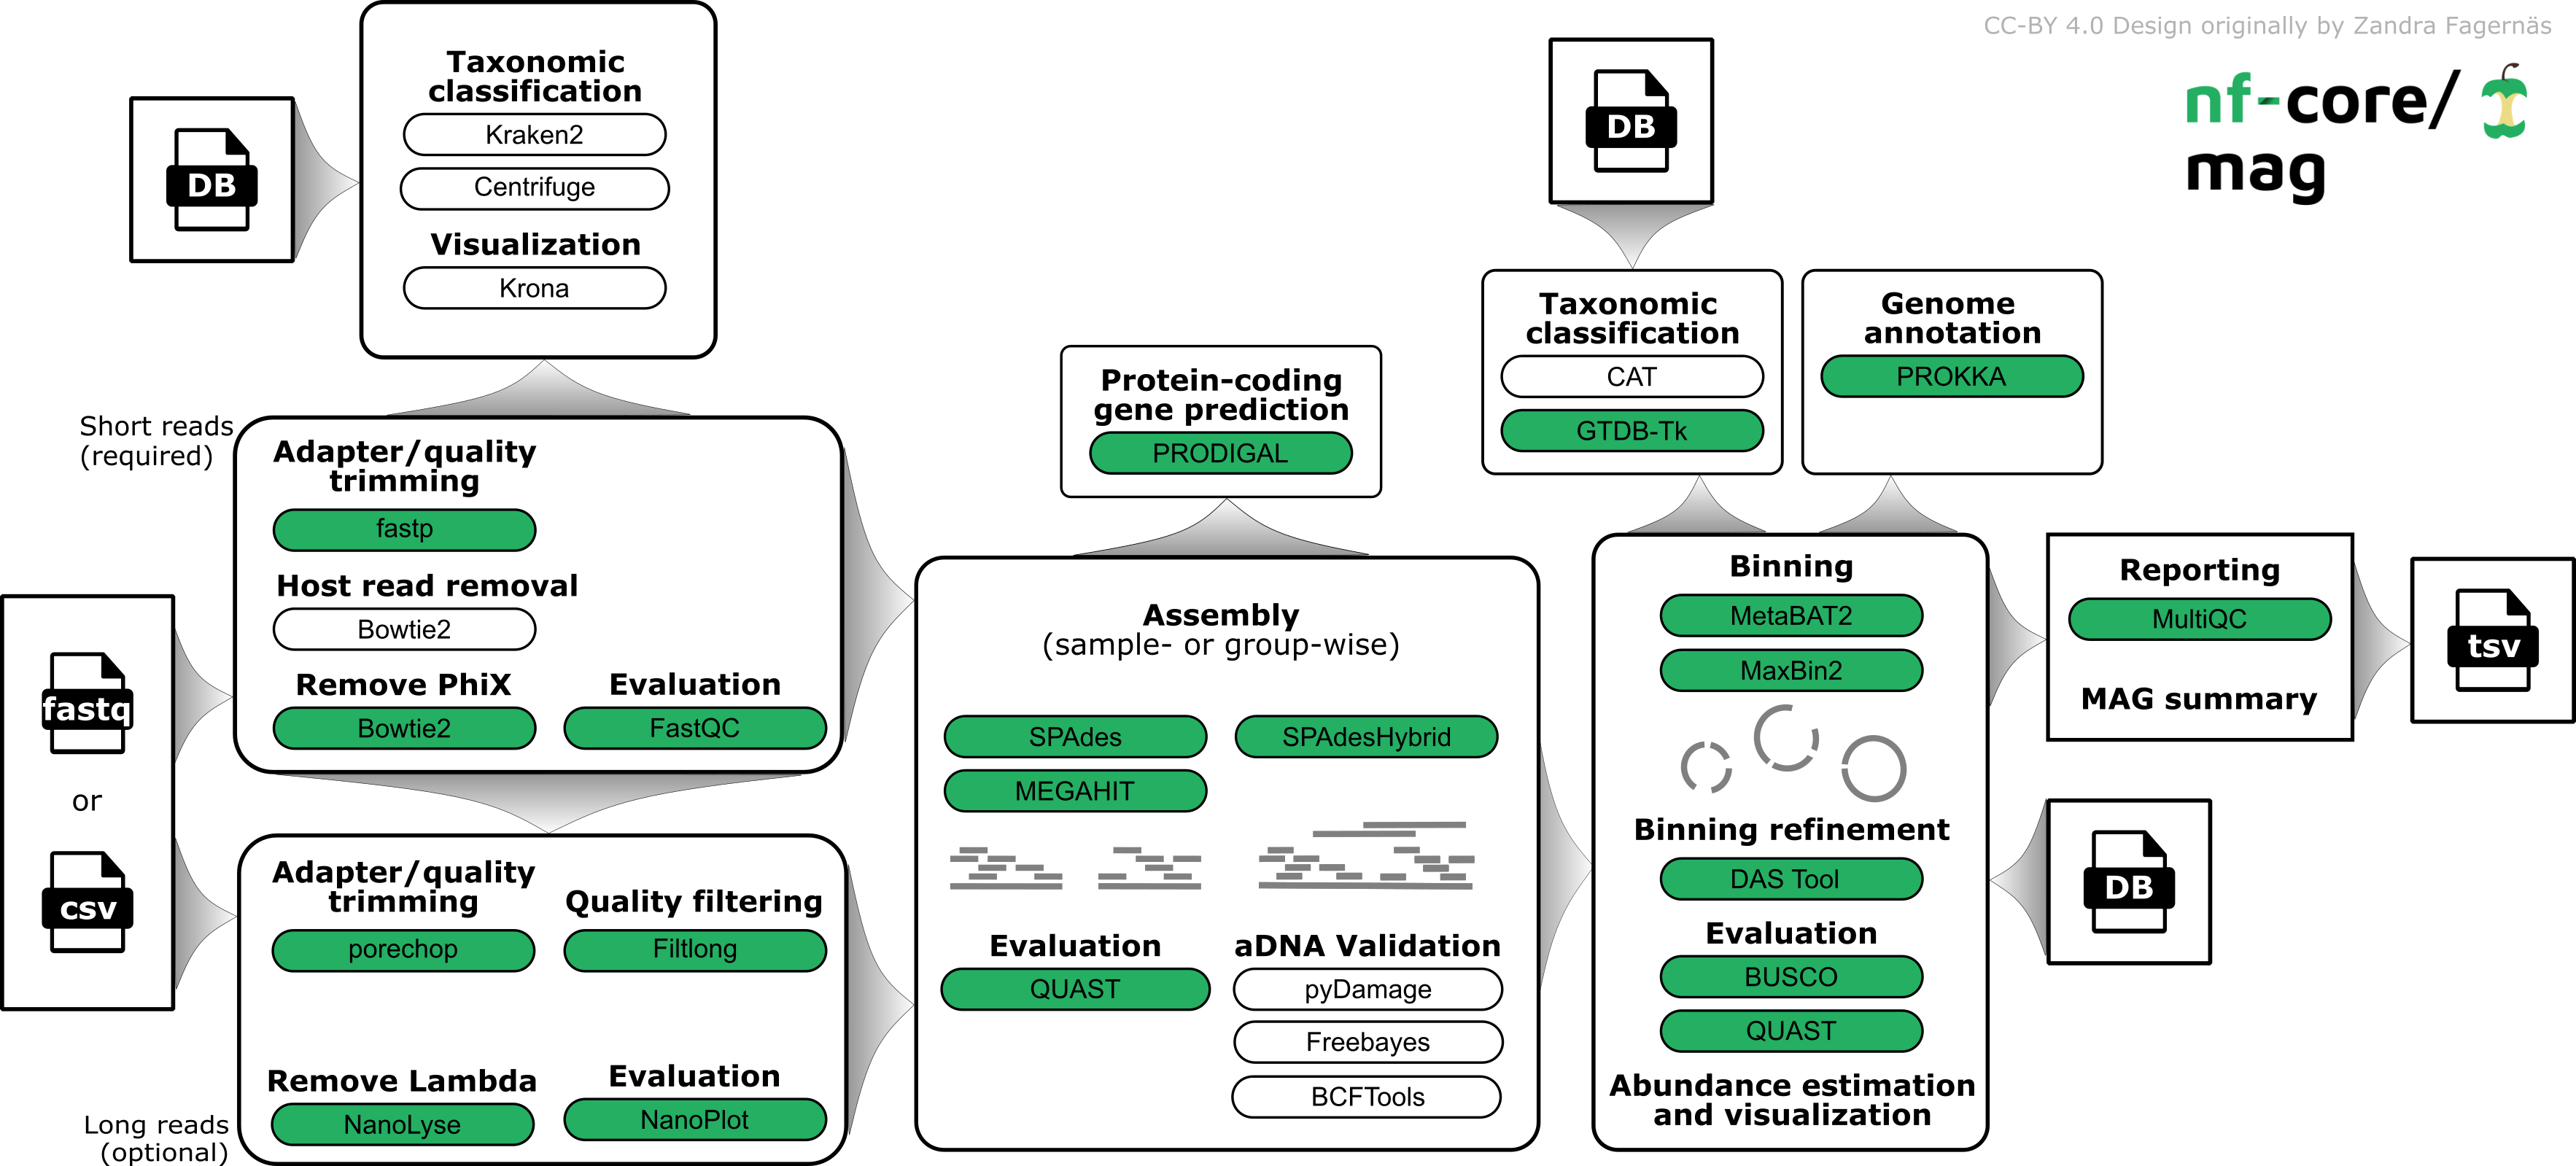 CC-BY 4.0 Design originally by Zandra Fagernäs
nf-core/
mag
DB
Taxonomic
classification
Kraken2
Centrifuge
Visualization
Krona
Short reads
(required)
Adapter/quality
trimming
fastp
Host read removal
Bowtie2
Remove PhiX
Bowtie2
Evaluation
FastQC
fastq
or
csv
Adapter/quality
trimming
porechop
Quality filtering
Filtlong
Remove Lambda
NanoLyse
Evaluation
NanoPlot
Long reads
(optional)
Protein-coding
gene prediction
PRODIGAL
Assembly
(sample- or group-wise)
SPAdes
SPAdesHybrid
MEGAHIT
Evaluation
QUAST
aDNA Validation
pyDamage
Freebayes
BCFTools
DB
Taxonomic
classification
CAT
GTDB-Tk
Genome
annotation
PROKKA
Binning
MetaBAT2
MaxBin2
Binning refinement
DAS Tool
Evaluation
BUSCO
QUAST
Abundance estimation
and visualization
Reporting
MultiQC
MAG summary
tsv
DB